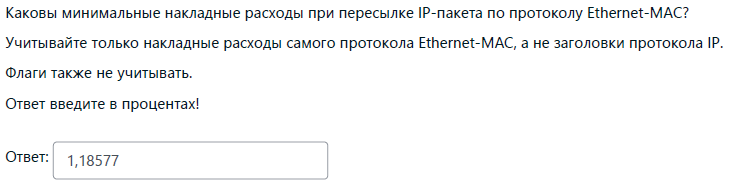 Каковы минимальные накладные расходы при пересылке IP-пакета по протоколу Ethernet-MAC?
Учитывайте только накладные расходы самого протокола Ethernet-MAC, а не заголовки протокола IP.
Флаги также не учитывать.
Ответ введите в процентах!
Ответ: 1,18577